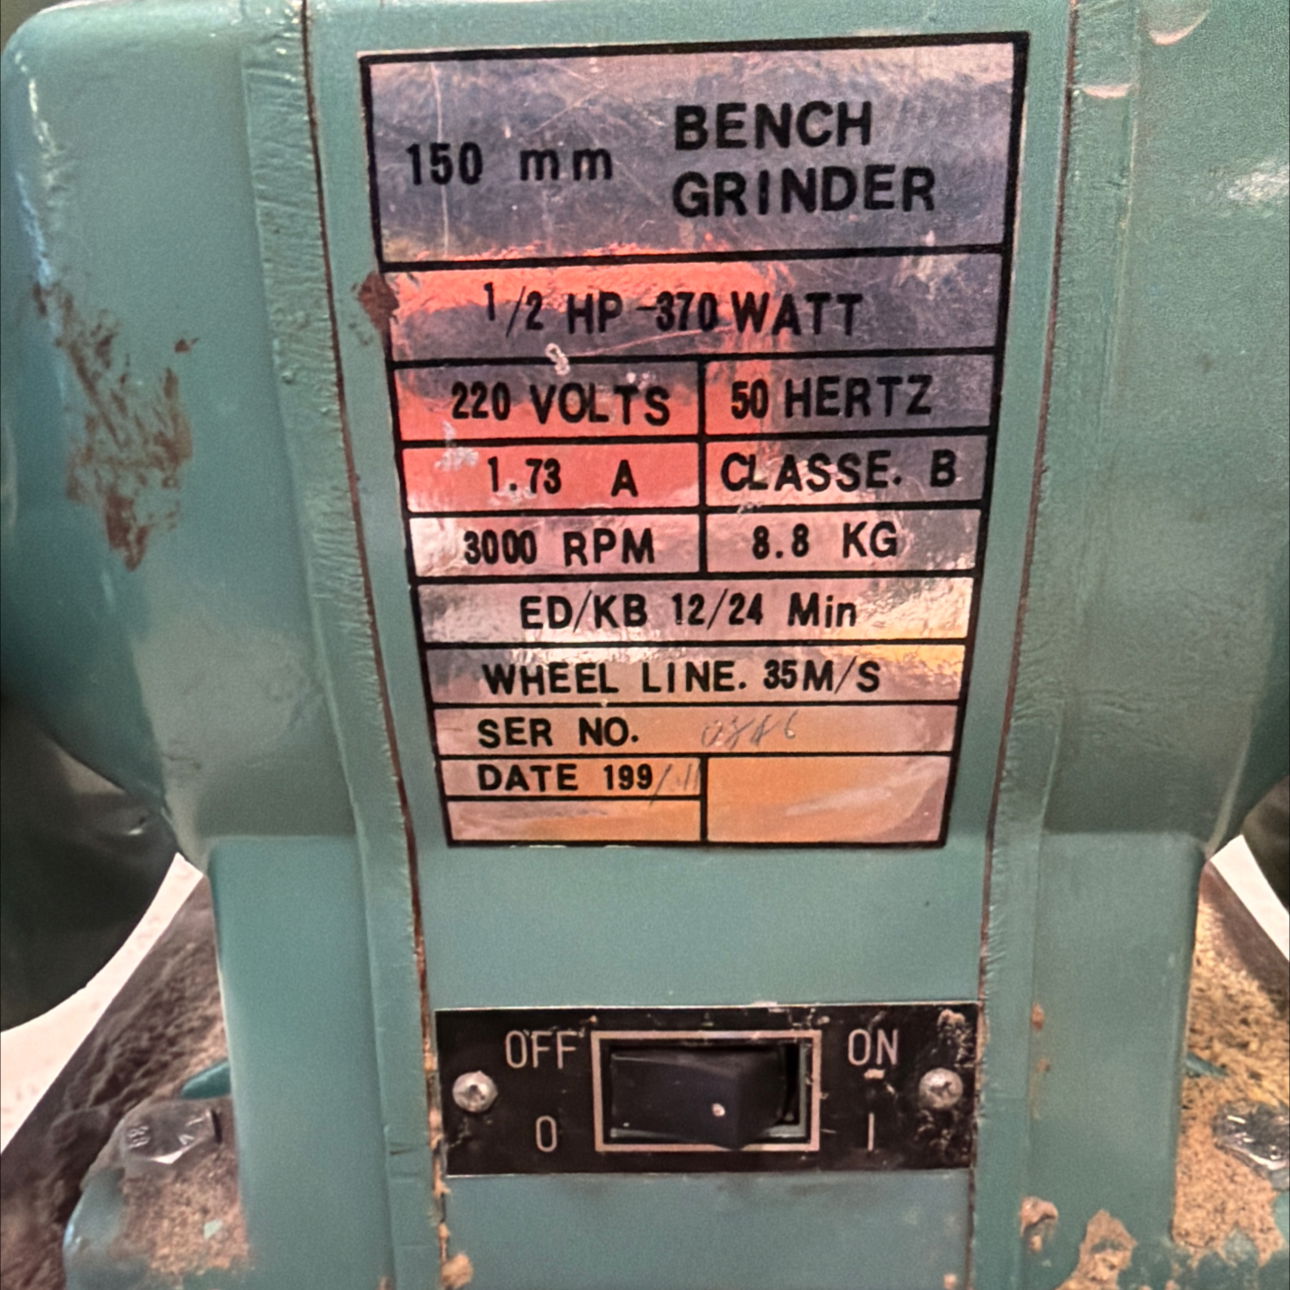 150 mm BENCH
GRINDER
1/2 HP -370 WATT
220 VOLTS 50 HERTZ
1.73 A CLASSE. B
3000 RPM 8.8 KG
ED/KB 12/24 Min
WHEEL LINE. 35M/S
SER NO.
DATE 199
OFF ON
0 I